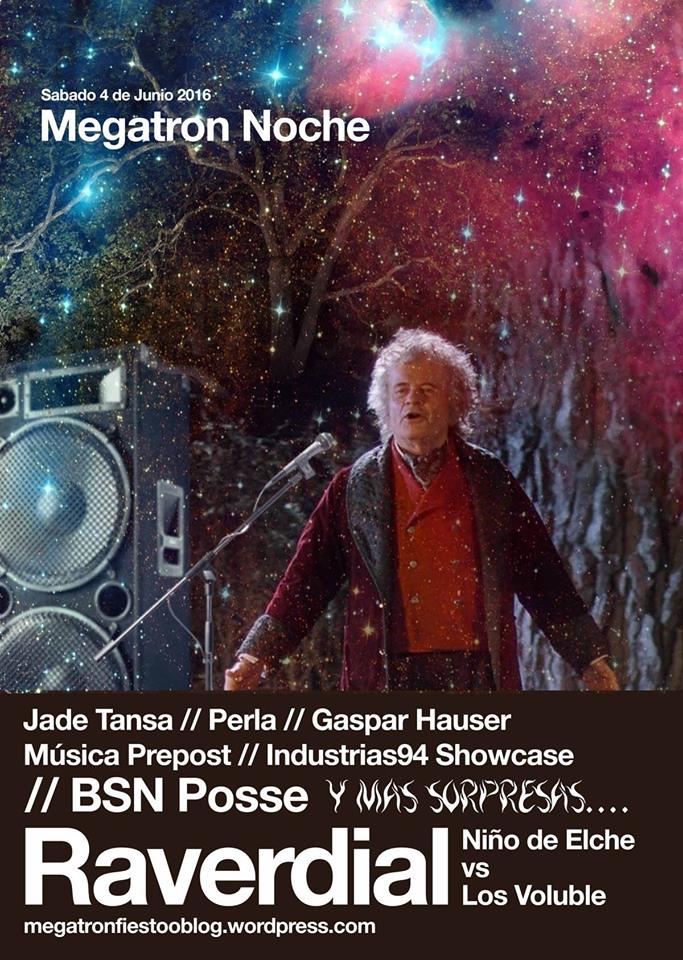 Sabado 4 de Junio 2016
Megatron Noche
Jade Tansa // Perla // Gaspar Hauser
Música Prepost // Industrias94 Showcase
// BSN Posse Y MAS SORPRESAS....
Raverdial
Niño de Elche
vs
Los Voluble
megatronfiestooblog.wordpress.com